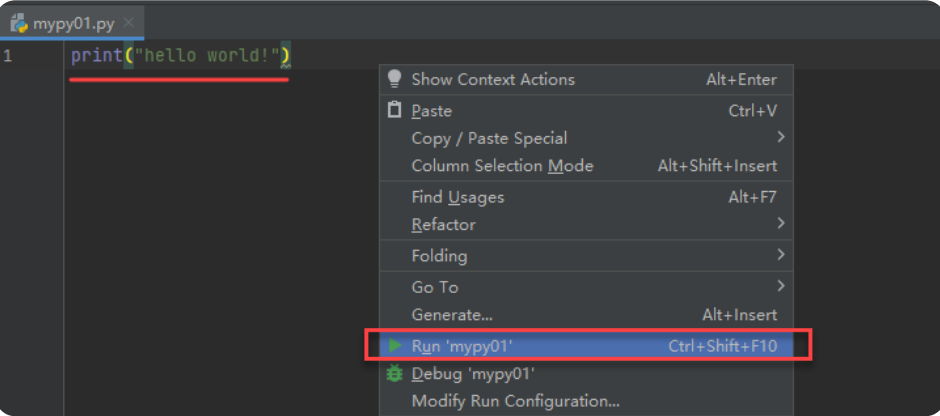 mypy01.py
1 print("hello world!")
Show Context Actions Alt+Enter
Paste Ctrl+V
Copy / Paste Special
Column Selection Mode Alt+Shift+Insert
Find Usages Alt+F7
Refactor
Folding
Go To
Generate... Alt+Insert
Run 'mypy01' Ctrl+Shift+F10
Debug 'mypy01'
Modify Run Configuration...